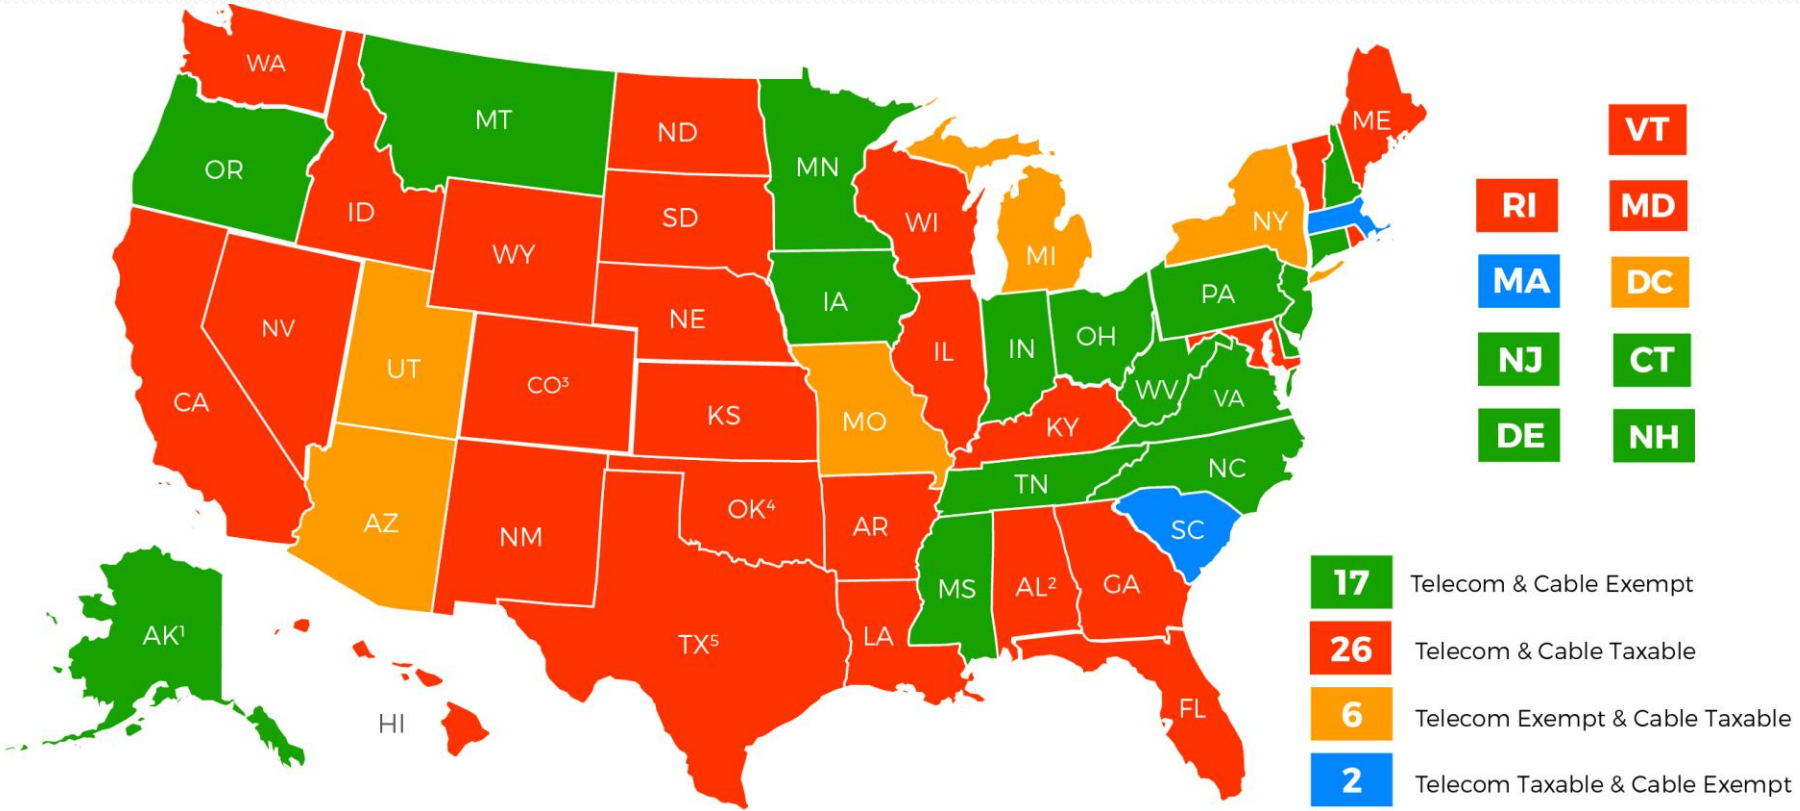 WA
MT
ND
MN
ME
OR
ID
SD
WI
NY
VT
RI
MD
WY
MI
MA
DC
NV
NE
IA
PA
UT
CO³
IL
IN
OH
NJ
CT
CA
KS
MO
KY
WV
VA
DE
NH
AZ
NM
OK⁴
AR
TN
NC
SC
AK¹
TX⁵
LA
MS
AL²
GA
HI
FL
17 Telecom & Cable Exempt
26 Telecom & Cable Taxable
6 Telecom Exempt & Cable Taxable
2 Telecom Taxable & Cable Exempt